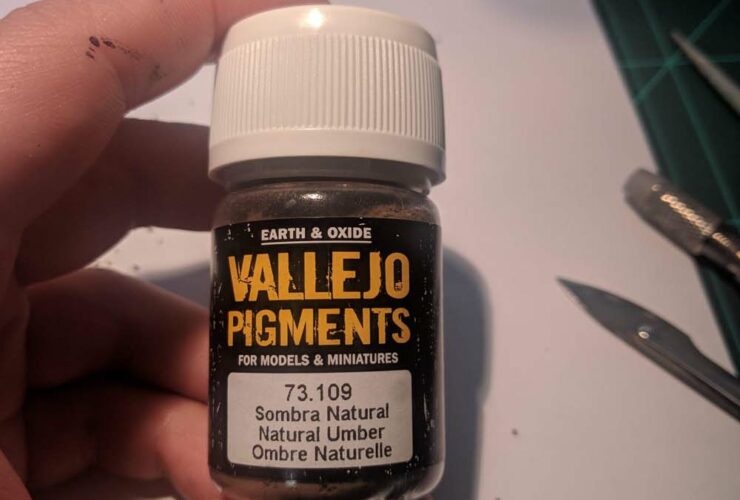 EARTH & OXIDE
VALLEJO
PIGMENTS
FOR MODELS & MINIATURES
73.109
Sombra Natural
Natural Umber
Ombre Naturelle